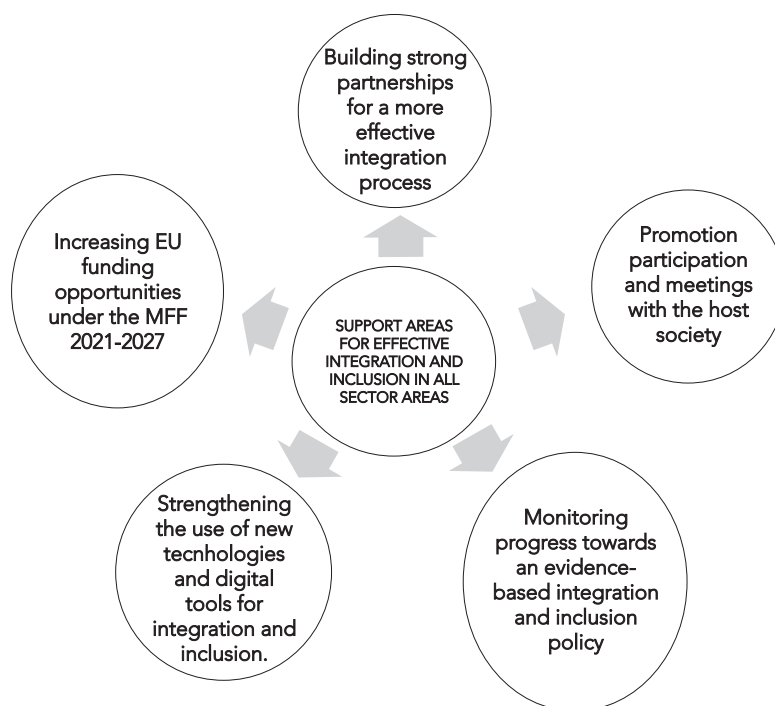 Building strong
partnerships
for a more
effective
integration
process
Increasing EU
funding
opportunities
under the MFF
2021-2027
Promotion
participation
and meetings
with the host
society
SUPPORT AREAS
FOR EFFECTIVE
INTEGRATION AND
INCLUSION IN ALL
SECTOR AREAS
Strengthening
the use of new
tecnhologies
and digital
tools for
integration and
inclusion.
Monitoring
progress towards
an evidence-
based integration
and inclusion
policy